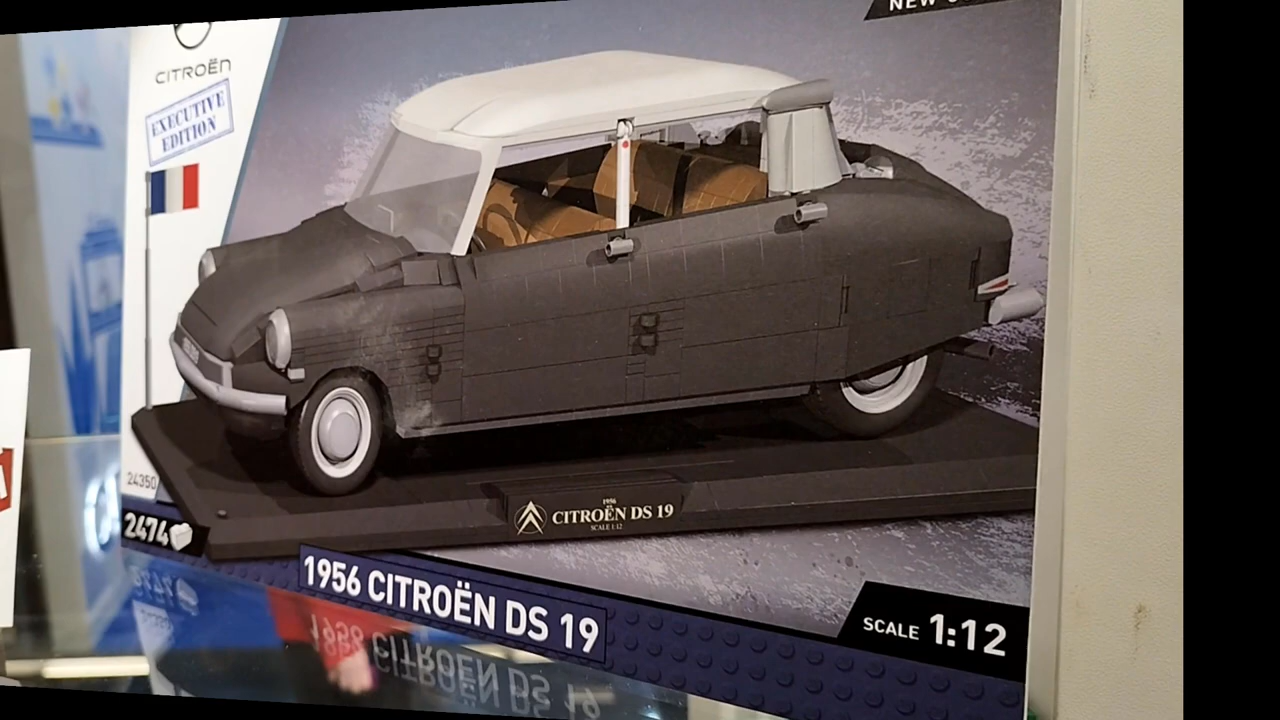 NEW
CITROËN
EXECUTIVE
EDITION
24350
2474
1956
CITROËN DS 19
SCALE 1:12
1956 CITROËN DS 19
SCALE 1:12